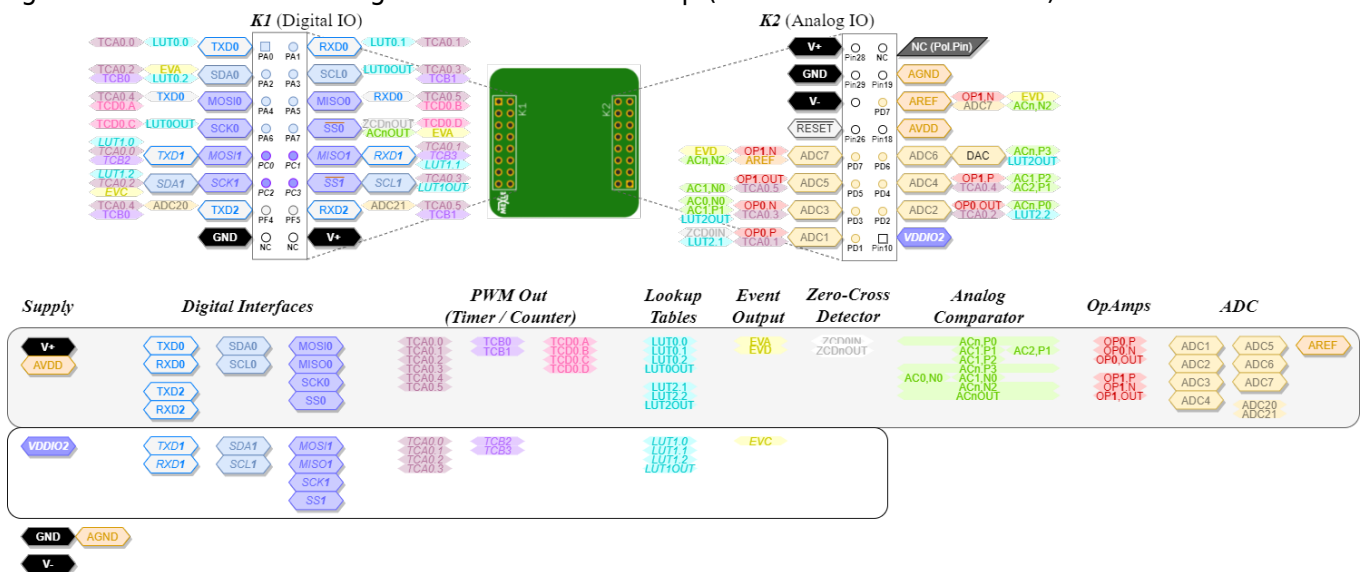 K1 (Digital IO) K2 (Analog IO)
TCA0.0 LUT0.0 TXD0 PA0 PA1 RXD0 LUT0.1 TCA0.1
TCA0.2 TCB0 EVA LUT0.2 SDA0 PA2 PA3 SCL0 LUT0OUT TCA0.3 TCB1
TCA0.4 TCD0.A TXD0 MOSI0 PA4 PA5 MISO0 RXD0 TCA0.5 TCD0.B
TCD0.C LUT0OUT SCK0 PA6 PA7 SS0 ZCDnOUT ACnOUT TCD0.D EVA
LUT1.0 TCA0.0 TCB2 TXD1 MOSI1 PC0 PC1 MISO1 RXD1 TCA0.1 TCB3 LUT1.1
LUT1.2 TCA0.2 EVC SDA1 SCK1 PC2 PC3 SS1 SCL1 TCA0.3 LUT1OUT
TCA0.4 TCB0 ADC20 TXD2 PF4 PF5 RXD2 ADC21 TCA0.5 TCB1
GND NC NC V+
K1 K2
V+ Pin28 NC NC (Pol.Pin)
GND Pin29 Pin19 AGND
V- PD7 AREF OP1,N ADC7 EVD ACn,N2
RESET Pin26 Pin18 AVDD
EVD ACn,N2 OP1.N AREF ADC7 PD7 PD6 ADC6 DAC ACn,P3 LUT2OUT
AC1,N0 OP1.OUT TCA0.5 ADC5 PD5 PD4 ADC4 OP1.P TCA0.4 AC1,P2 AC2,P1
AC0,N0 AC1,P1 LUT2OUT OP0.N TCA0.3 ADC3 PD3 PD2 ADC2 OP0,OUT TCA0.2 ACn,P0 LUT2.2
ZCD0IN LUT2.1 OP0.P TCA0.1 ADC1 PD1 Pin10 VDDIO2
Supply Digital Interfaces PWM Out (Timer / Counter) Lookup Tables Event Output Zero-Cross Detector Analog Comparator OpAmps ADC
V+ TXD0 SDA0 MOSI0 TCA0.0 TCB0 TCD0.A LUT0.0 EVA ZCD0IN ACn,P0 OP0.P ADC1 ADC5 AREF
AVDD RXD0 SCL0 MISO0 TCA0.1 TCB1 TCD0.B LUT0.1 EVD ZCDnOUT AC1,P1 AC2,P1 OP0.N ADC2 ADC6
TCA0.2 TCD0.C LUT0.2 AC1,P2 OP0,OUT
TXD2 SCK0 TCA0.3 TCD0.D LUT0OUT ACn,P3 ADC3 ADC7
TCA0.4 AC0,N0 AC1,N0 OP1.P
RXD2 SS0 TCA0.5 LUT2.1 ACn,N2 OP1.N ADC4 ADC20
LUT2.2 ACnOUT OP1,OUT ADC21
LUT2OUT
VDDIO2 TXD1 SDA1 MOSI1 TCA0.0 TCB2 LUT1.0 EVC
RXD1 SCL1 MISO1 TCA0.1 TCB3 LUT1.1
TCA0.2 LUT1.2
SCK1 TCA0.3 LUT1OUT
SS1
GND AGND
V-